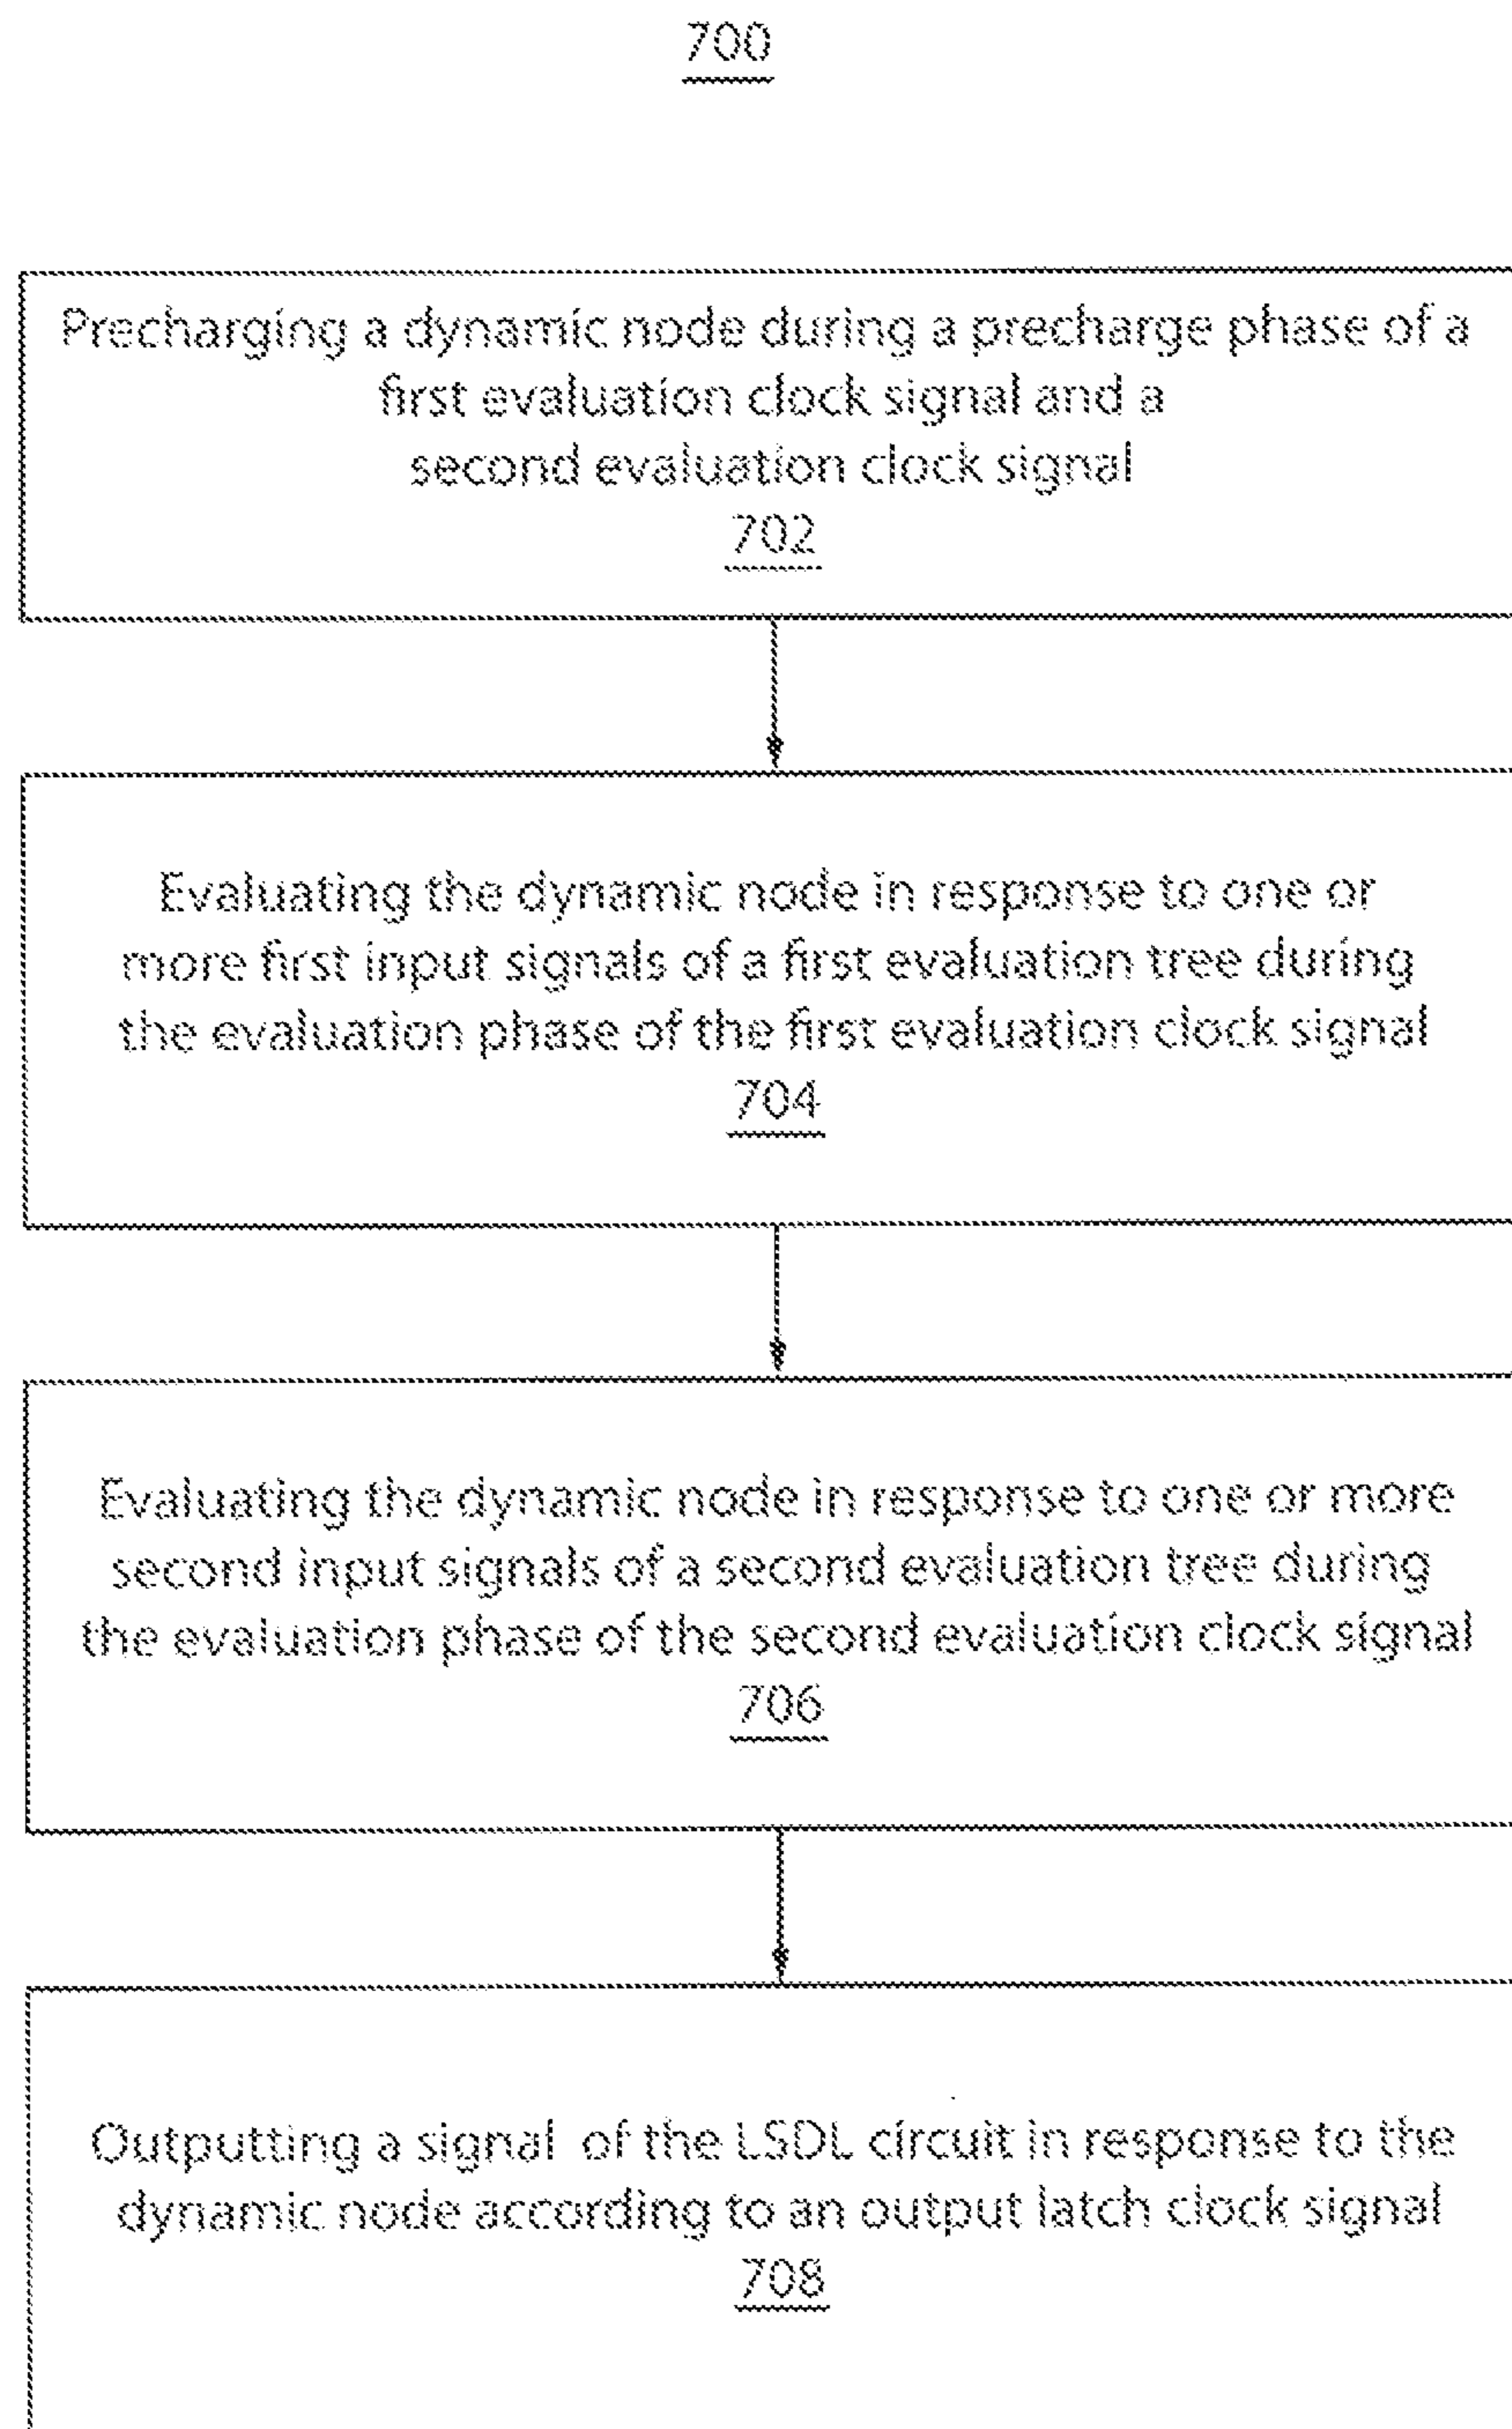 700
Precharging a dynamic node during a precharge phase of a
first evaluation clock signal and a
second evaluation clock signal
702
Evaluating the dynamic node in response to one or
more first input signals of a first evaluation tree during
the evaluation phase of the first evaluation clock signal
704
Evaluating the dynamic node in response to one or more
second input signals of a second evaluation tree during
the evaluation phase of the second evaluation clock signal
706
Outputting a signal of the LSDL circuit in response to the
dynamic node according to an output latch clock signal
708